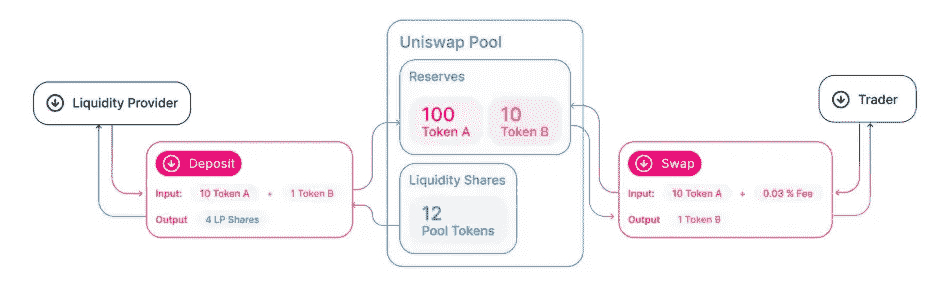 Uniswap Pool
Reserves
100
Token A
10
Token B
Liquidity Shares
12
Pool Tokens
Liquidity Provider
Deposit
Input: 10 Token A + 1 Token B
Output 4 LP Shares
Trader
Swap
Input: 10 Token A + 0.03 % Fee
Output 1 Token B